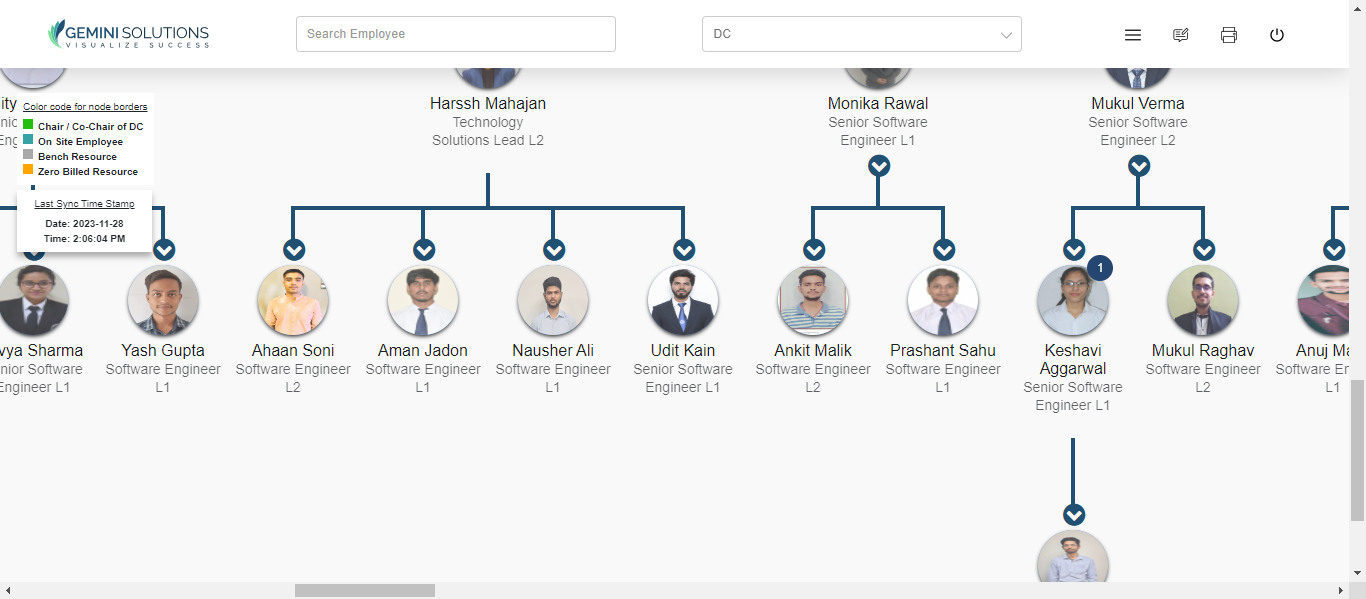 GEMINI SOLUTIONS
VISUALIZE SUCCESS
Search Employee
DC
ity
Color code for node borders
Chair / Co-Chair of DC
On Site Employee
Bench Resource
Zero Billed Resource
Last Sync Time Stamp
Date: 2023-11-28
Time: 2:06:04 PM
Harssh Mahajan
Technology
Solutions Lead L2
Monika Rawal
Senior Software
Engineer L1
Mukul Verma
Senior Software
Engineer L2
1
vya Sharma
nior Software
Engineer L1
Yash Gupta
Software Engineer
L1
Ahaan Soni
Software Engineer
L2
Aman Jadon
Software Engineer
L1
Nausher Ali
Software Engineer
L1
Udit Kain
Senior Software
Engineer L1
Ankit Malik
Software Engineer
L2
Prashant Sahu
Software Engineer
L1
Keshavi
Aggarwal
Senior Software
Engineer L1
Mukul Raghav
Software Engineer
L2
Anuj Ma
Software En
L1